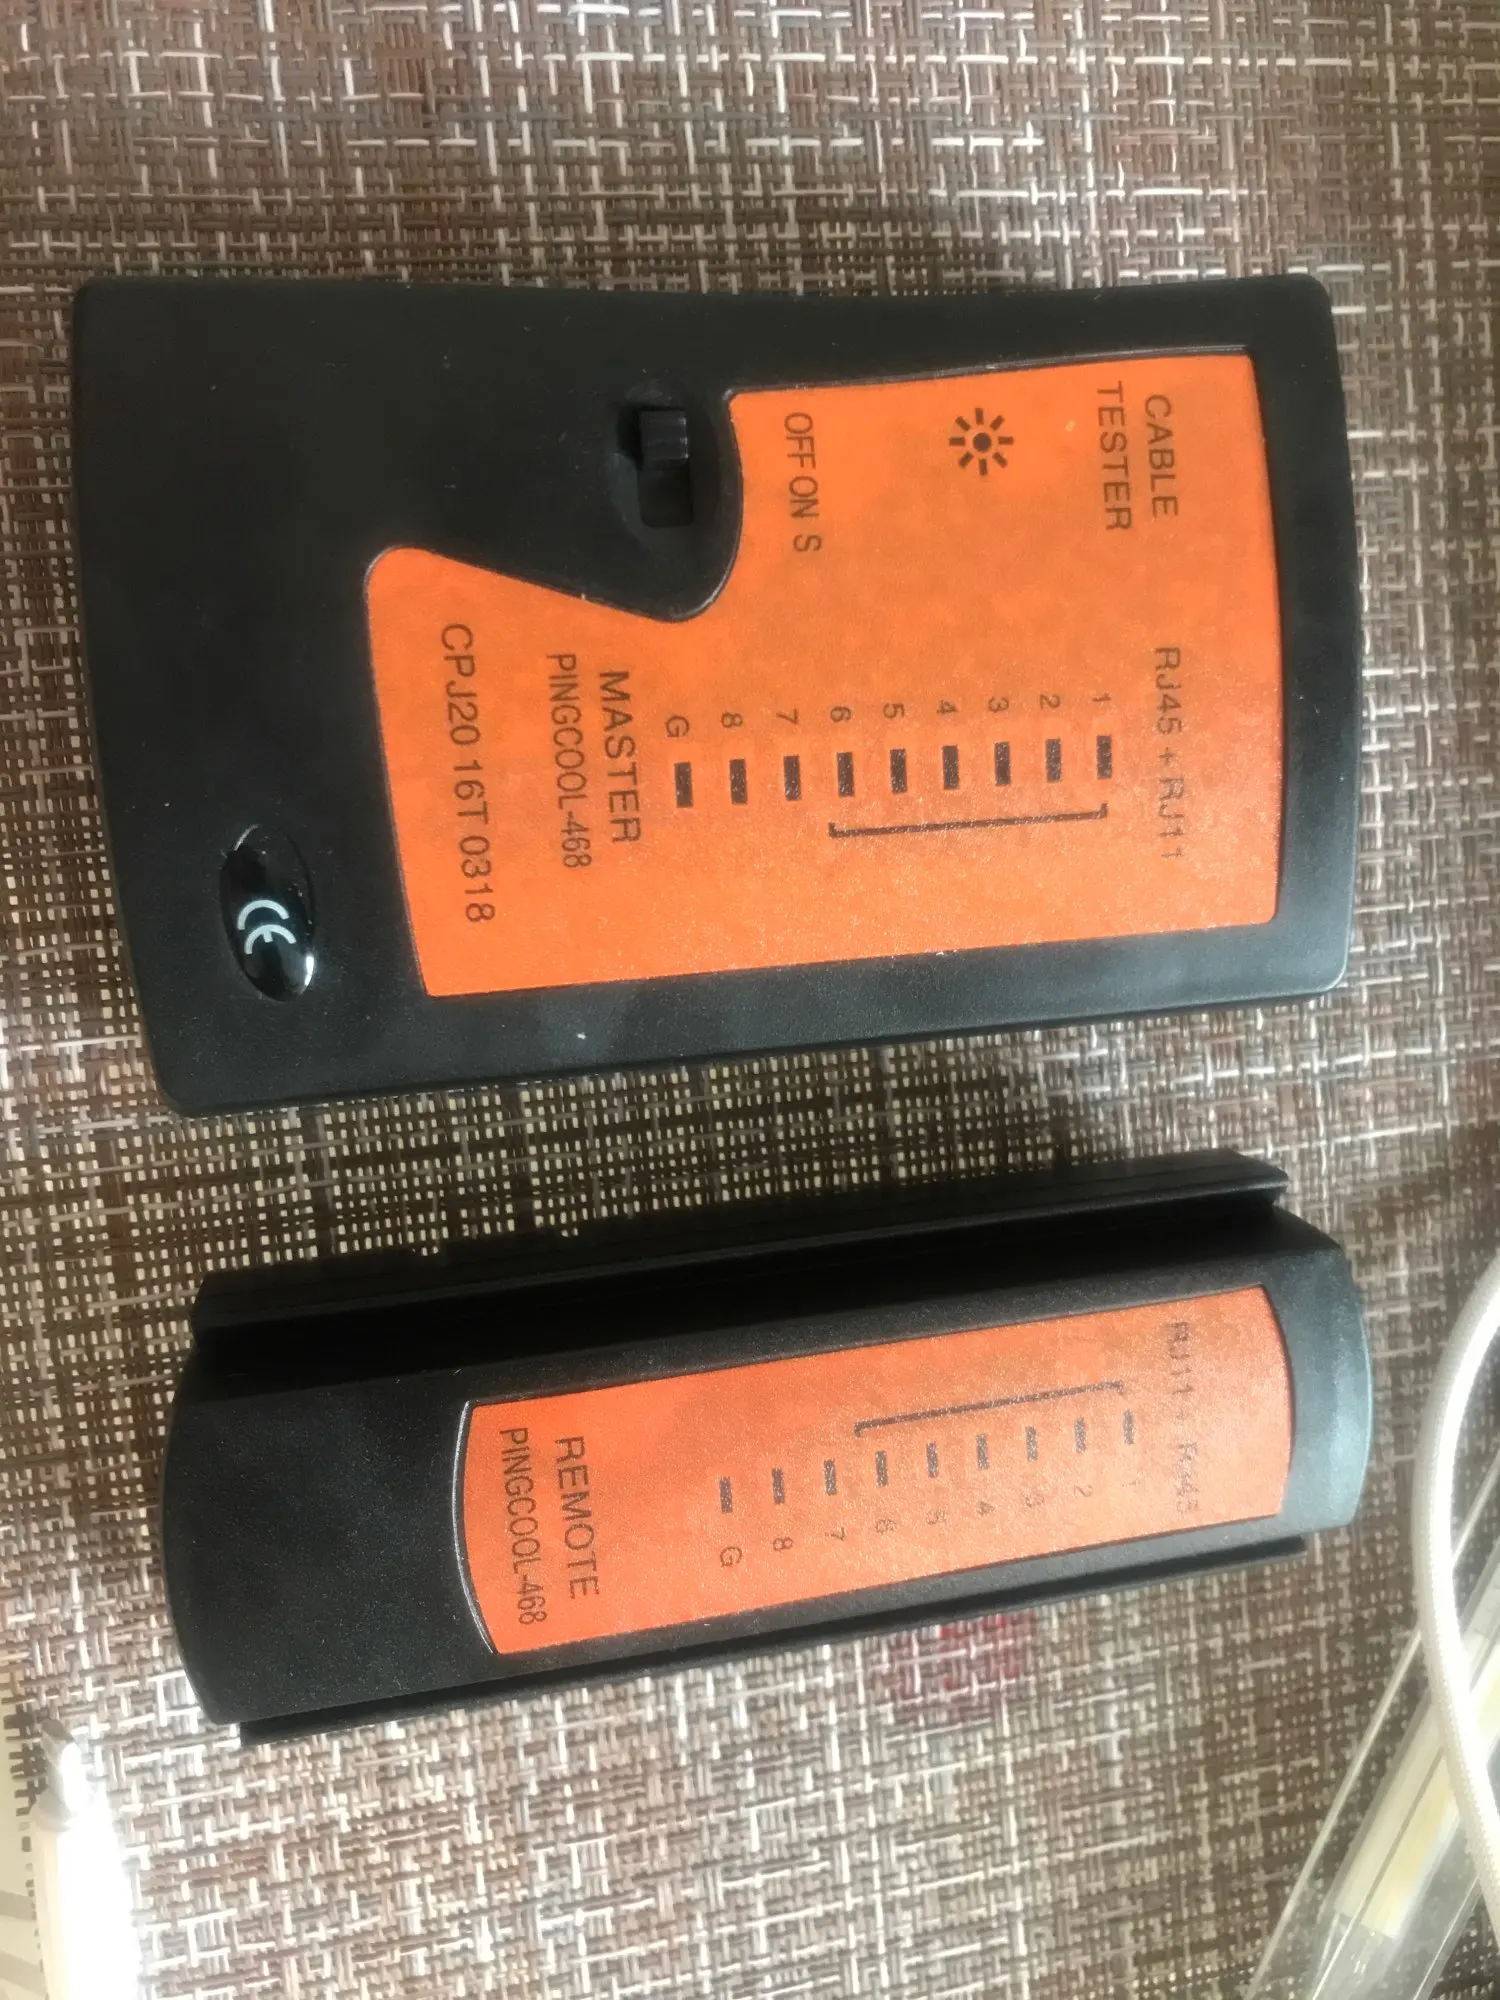 CABLE
TESTER
RJ45 + RJ11
OFF ON S
1
2
3
4
5
6
7
8
G
MASTER
PINGCOOL-468
CPJ20 16T 0318
CE
RJ11 + RJ45
1
2
3
4
5
6
7
8
G
REMOTE
PINGCOOL-468